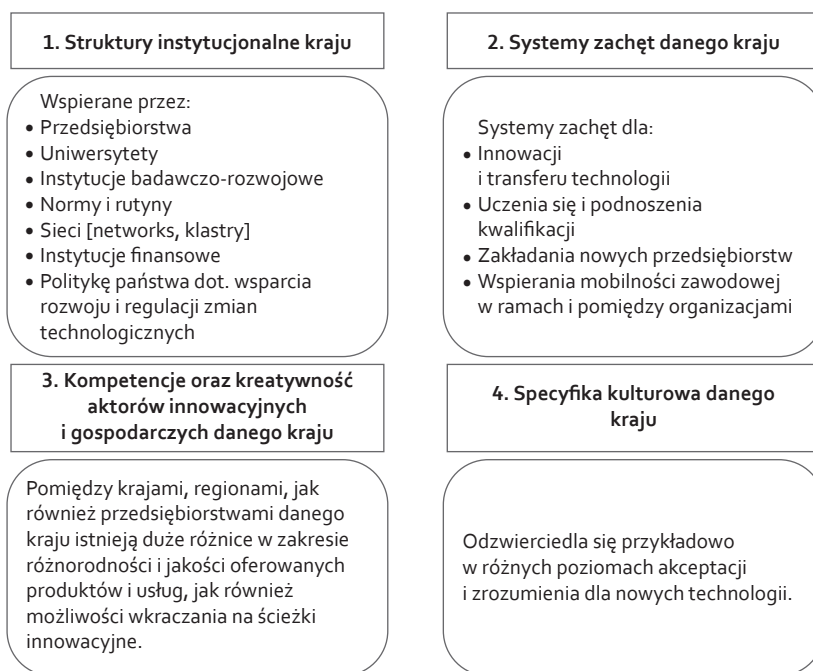 1. Struktury instytucjonalne kraju
Wspierane przez:
• Przedsiębiorstwa
• Uniwersytety
• Instytucje badawczo-rozwojowe
• Normy i rutyny
• Sieci [networks, klastry]
• Instytucje finansowe
• Politykę państwa dot. wsparcia
rozwoju i regulacji zmian
technologicznych
2. Systemy zachęt danego kraju
Systemy zachęt dla:
• Innowacji
i transferu technologii
• Uczenia się i podnoszenia
kwalifikacji
• Zakładania nowych przedsiębiorstw
• Wspierania mobilności zawodowej
w ramach i pomiędzy organizacjami
3. Kompetencje oraz kreatywność
aktorów innowacyjnych
i gospodarczych danego kraju
Pomiędzy krajami, regionami, jak
również przedsiębiorstwami danego
kraju istnieją duże różnice w zakresie
różnorodności i jakości oferowanych
produktów i usług, jak również
możliwości wkraczania na ścieżki
innowacyjne.
4. Specyfika kulturowa danego
kraju
Odzwierciedla się przykładowo
w różnych poziomach akceptacji
i zrozumienia dla nowych technologii.